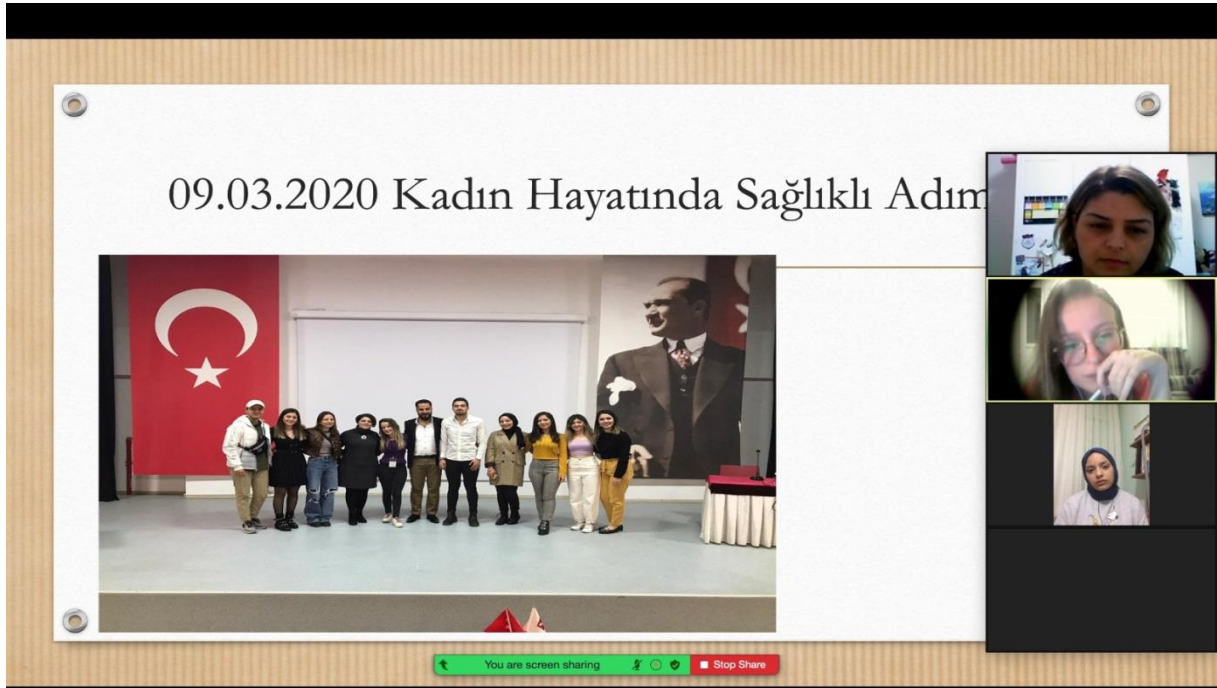 09.03.2020 Kadın Hayatında Sağlıklı Adım
You are screen sharing
Stop Share